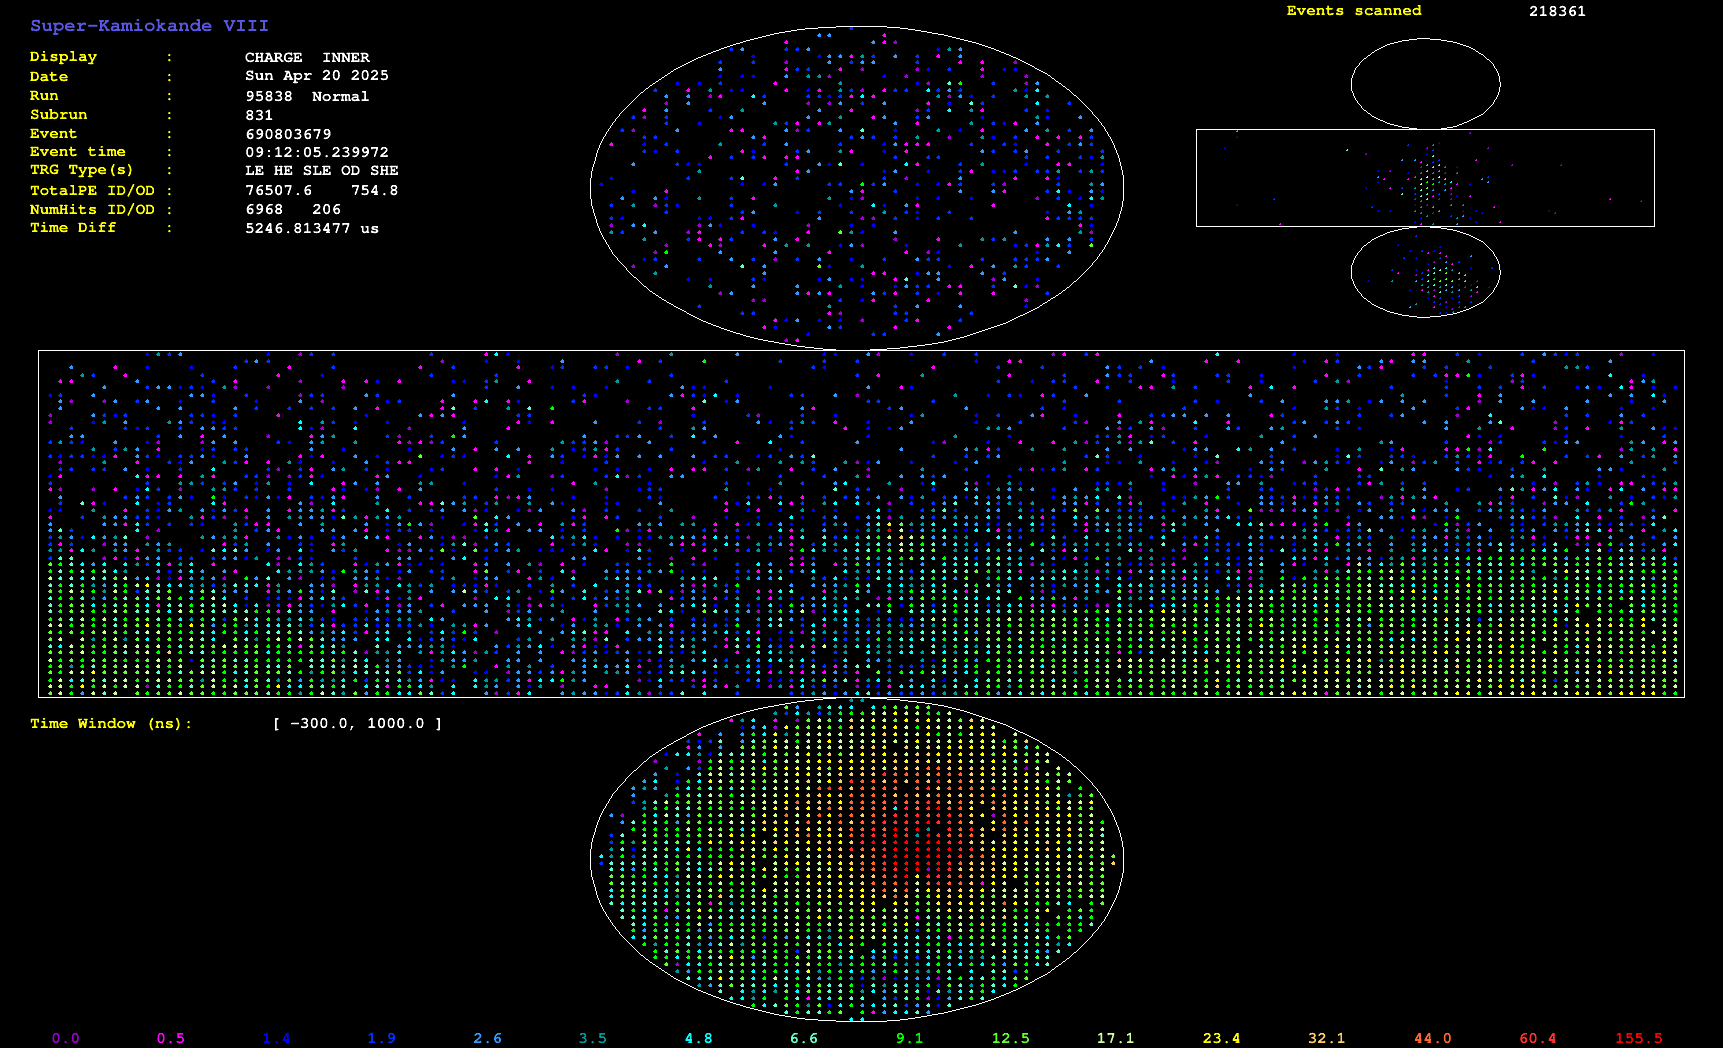 Super-Kamiokande VIII
Events scanned 218361
Display : CHARGE INNER
Date : Sun Apr 20 2025
Run : 95838 Normal
Subrun : 831
Event : 690803679
Event time : 09:12:05.239972
TRG Type(s) : LE HE SLE OD SHE
TotalPE ID/OD : 76507.6 754.8
NumHits ID/OD : 6968 206
Time Diff : 5246.813477 us
Time Window (ns): [ -300.0, 1000.0 ]
0.0 0.5 1.4 1.9 2.6 3.5 4.8 6.6 9.1 12.5 17.1 23.4 32.1 44.0 60.4 155.5